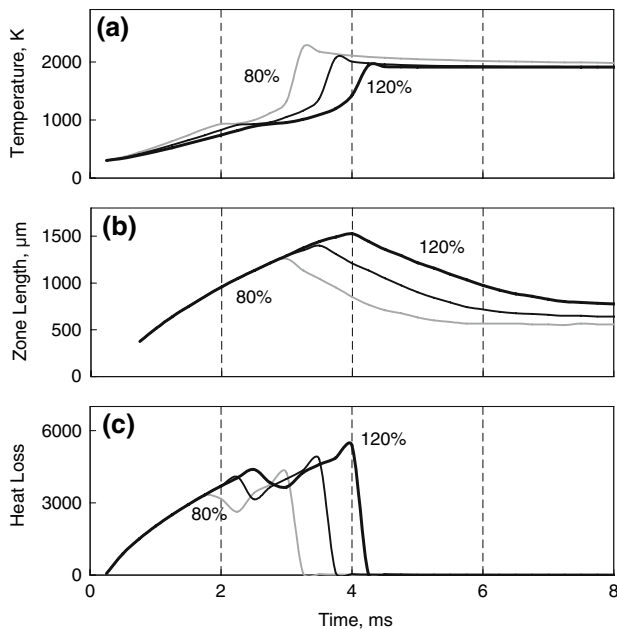 (a)
Temperature, K
2000
1000
0
80%
120%
(b)
Zone Length, µm
1500
1000
500
0
80%
120%
(c)
Heat Loss
6000
3000
0
80%
120%
0 2 4 6 8
Time, ms